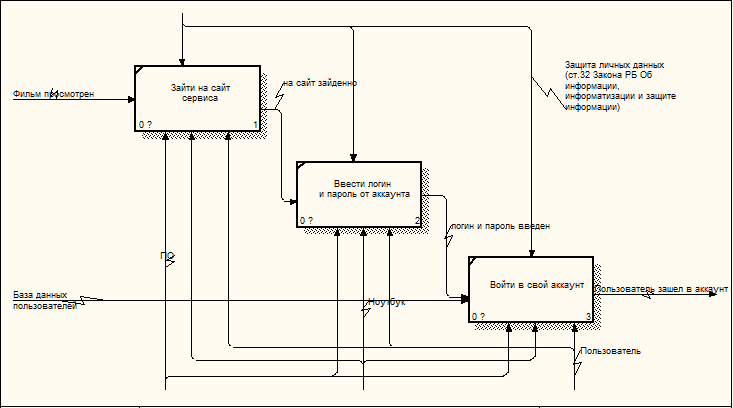 Защита личных данных
(ст.32 Закона РБ Об
информации,
информатизации и защите
информации)
Фильм просмотрен
Зайти на сайт
сервиса
0 ?
1
на сайт зайденно
Ввести логин
и пароль от аккаунта
0 ?
2
логин и пароль введен
ПО
База данных
пользователей
Ноутбук
Войти в свой аккаунт
0 ?
3
Пользователь зашел в аккаунт
Пользователь